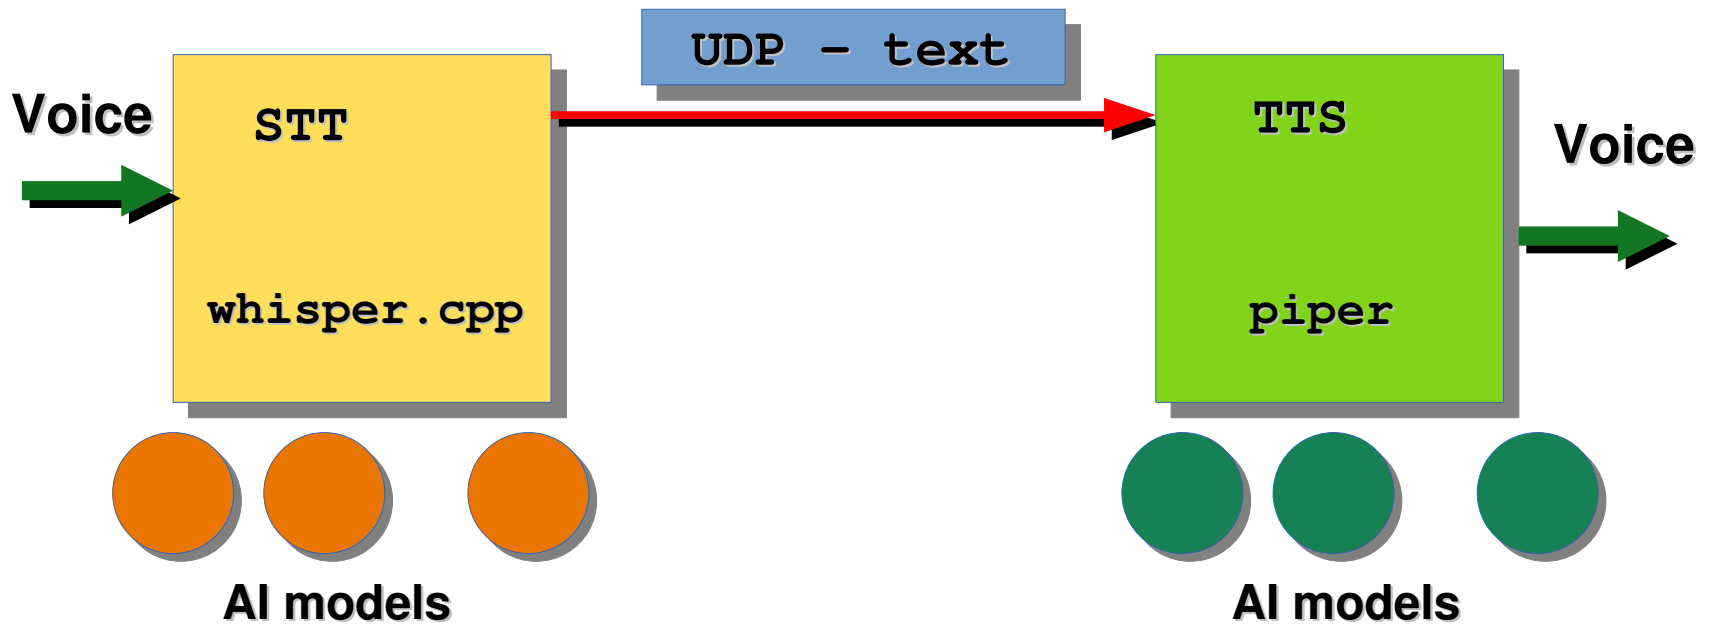 UDP - text
Voice
STT
TTS
Voice
whisper.cpp
piper
AI models
AI models